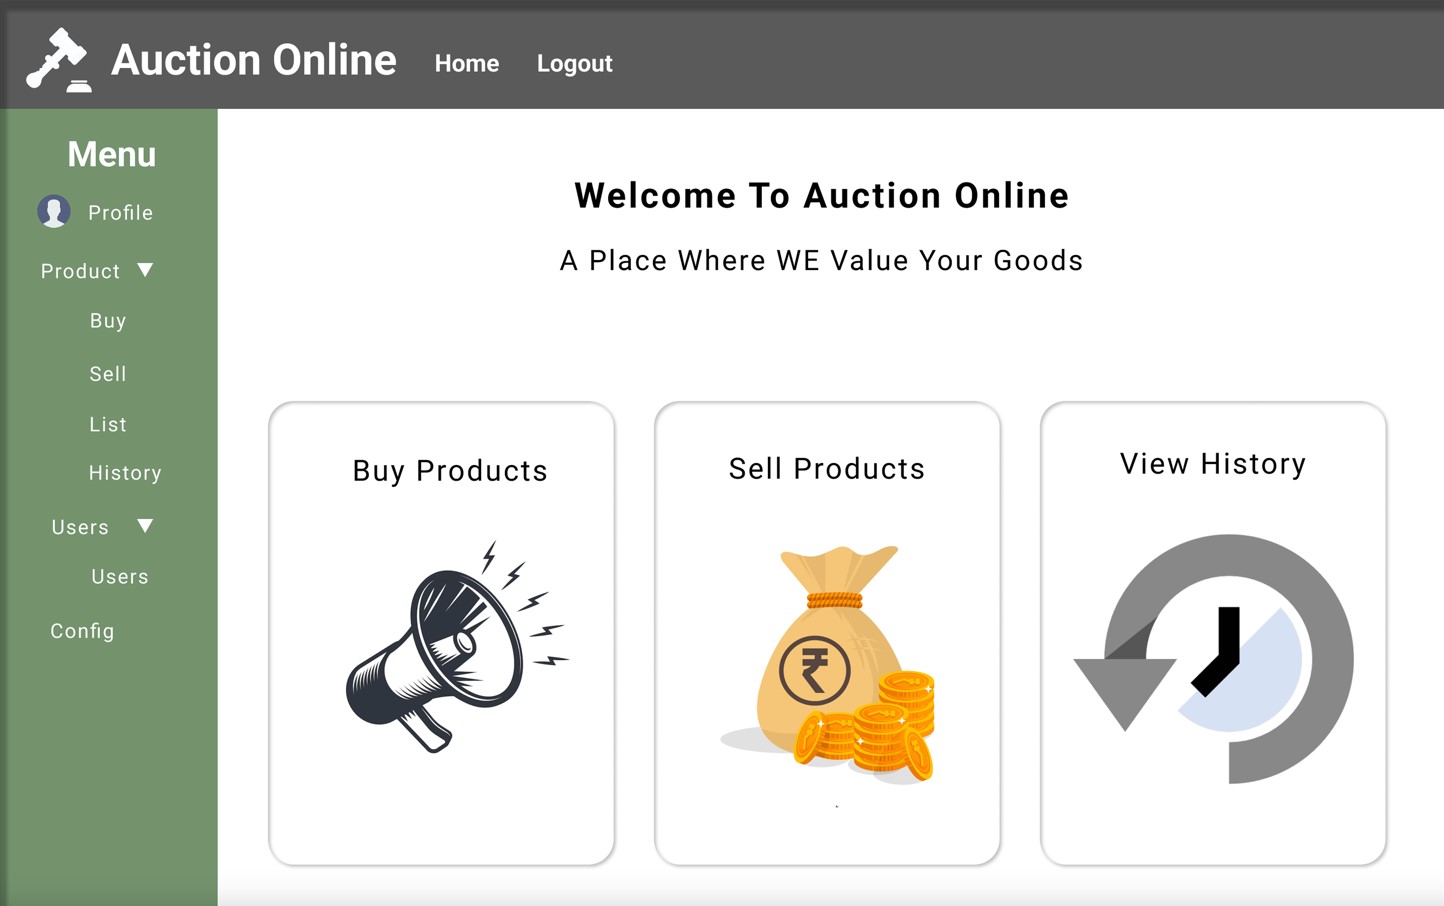 Auction Online
Home
Logout
Menu
Profile
Product
Buy
Sell
List
History
Users
Users
Config
Welcome To Auction Online
A Place Where WE Value Your Goods
Buy Products
Sell Products
₹
View History